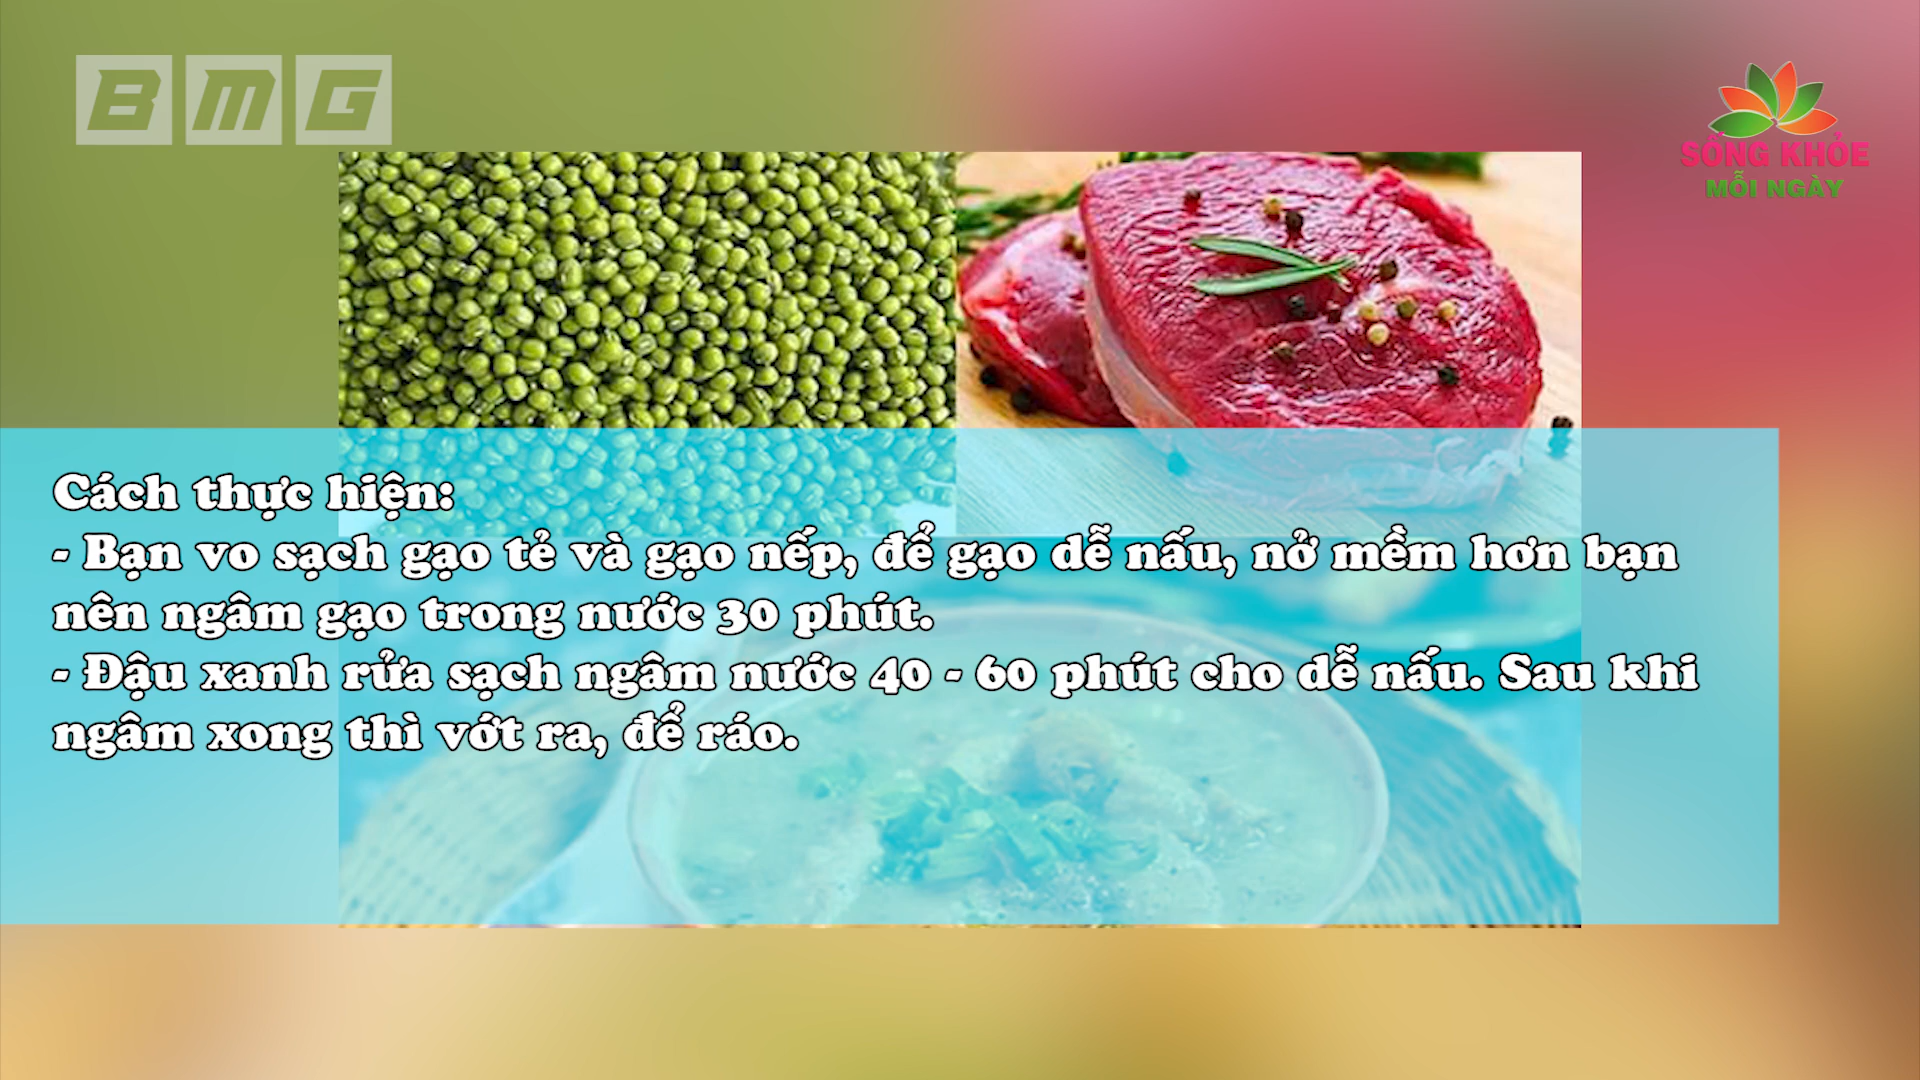 BMG
SỐNG KHỎE
MỖI NGÀY
Cách thực hiện:
- Bạn vo sạch gạo tẻ và gạo nếp, để gạo dễ nấu, nở mềm hơn bạn
nên ngâm gạo trong nước 30 phút.
- Đậu xanh rửa sạch ngâm nước 40 - 60 phút cho dễ nấu. Sau khi
ngâm xong thì vớt ra, để ráo.